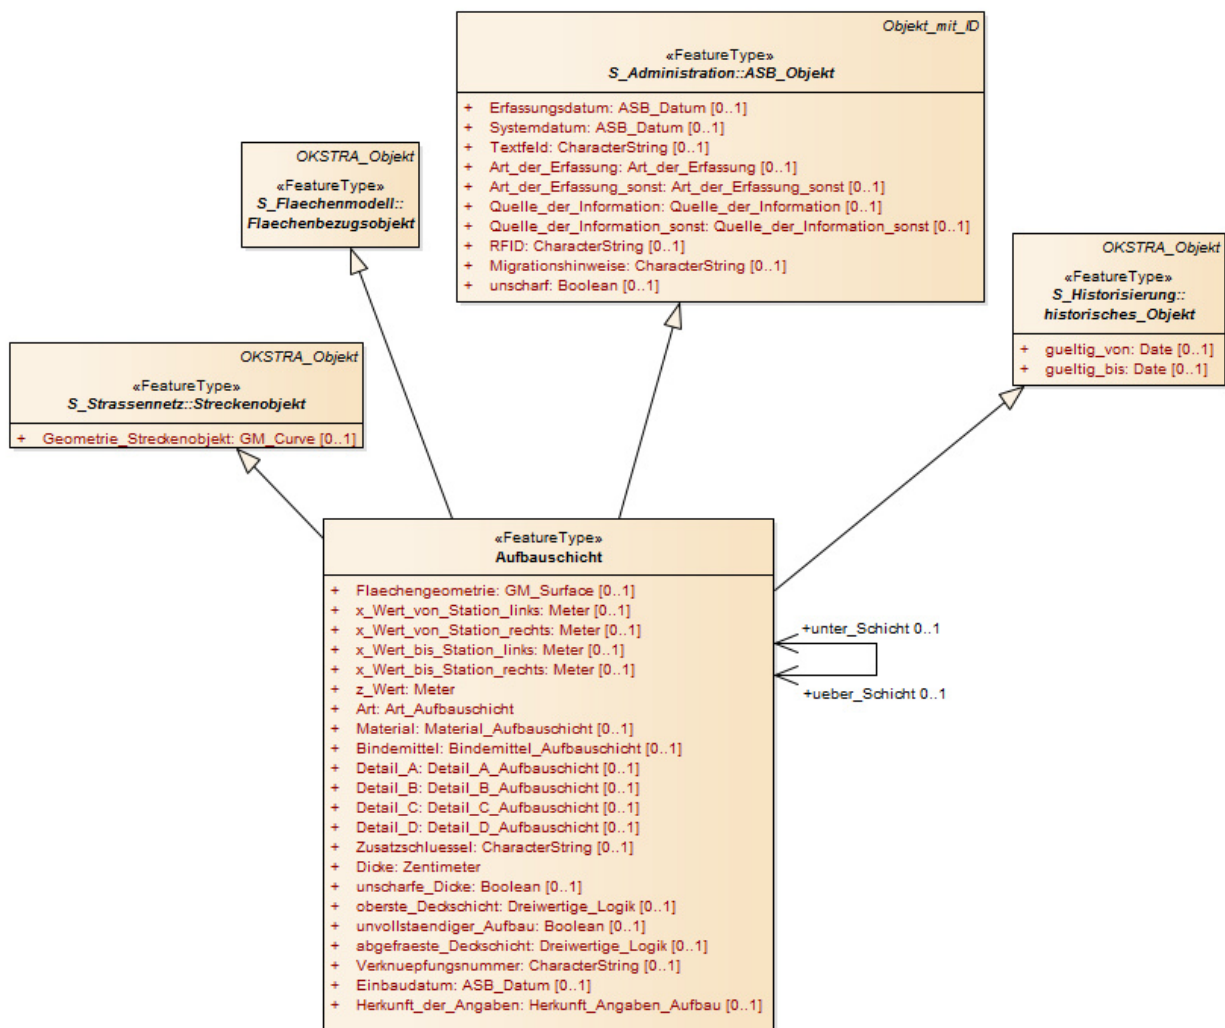 Objekt_mit_ID
«FeatureType»
S_Administration::ASB_Objekt
+ Erfassungsdatum: ASB_Datum [0..1]
+ Systemdatum: ASB_Datum [0..1]
+ Textfeld: CharacterString [0..1]
+ Art_der_Erfassung: Art_der_Erfassung [0..1]
+ Art_der_Erfassung_sonst: Art_der_Erfassung_sonst [0..1]
+ Quelle_der_Information: Quelle_der_Information [0..1]
+ Quelle_der_Information_sonst: Quelle_der_Information_sonst [0..1]
+ RFID: CharacterString [0..1]
+ Migrationshinweise: CharacterString [0..1]
+ unscharf: Boolean [0..1]
OKSTRA_Objekt
«FeatureType»
S_Flaechenmodell::
Flaechenbezugsobjekt
OKSTRA_Objekt
«FeatureType»
S_Historisierung::
historisches_Objekt
+ gueltig_von: Date [0..1]
+ gueltig_bis: Date [0..1]
OKSTRA_Objekt
«FeatureType»
S_Strassennetz::Streckenobjekt
+ Geometrie_Streckenobjekt: GM_Curve [0..1]
«FeatureType»
Aufbauschicht
+ Flaechengeometrie: GM_Surface [0..1]
+ x_Wert_von_Station_links: Meter [0..1]
+ x_Wert_von_Station_rechts: Meter [0..1]
+ x_Wert_bis_Station_links: Meter [0..1]
+ x_Wert_bis_Station_rechts: Meter [0..1]
+ z_Wert: Meter
+ Art: Art_Aufbauschicht
+ Material: Material_Aufbauschicht [0..1]
+ Bindemittel: Bindemittel_Aufbauschicht [0..1]
+ Detail_A: Detail_A_Aufbauschicht [0..1]
+ Detail_B: Detail_B_Aufbauschicht [0..1]
+ Detail_C: Detail_C_Aufbauschicht [0..1]
+ Detail_D: Detail_D_Aufbauschicht [0..1]
+ Zusatzschluessel: CharacterString [0..1]
+ Dicke: Zentimeter
+ unscharfe_Dicke: Boolean [0..1]
+ oberste_Deckschicht: Dreiwertige_Logik [0..1]
+ unvollstaendiger_Aufbau: Boolean [0..1]
+ abgefraeste_Deckschicht: Dreiwertige_Logik [0..1]
+ Verknuepfungsnummer: CharacterString [0..1]
+ Einbaudatum: ASB_Datum [0..1]
+ Herkunft_der_Angaben: Herkunft_Angaben_Aufbau [0..1]
+unter_Schicht 0..1
+ueber_Schicht 0..1